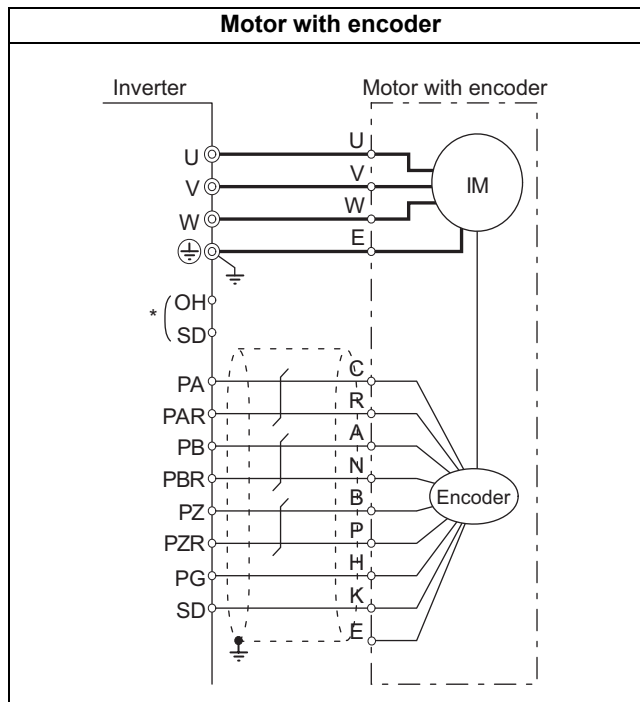 Motor with encoder
Inverter
Motor with encoder
U
U
V
V
W
W
IM
E
* OH
SD
PA
C
PAR
R
PB
A
PBR
N
PZ
B
Encoder
PZR
P
PG
H
SD
K
E